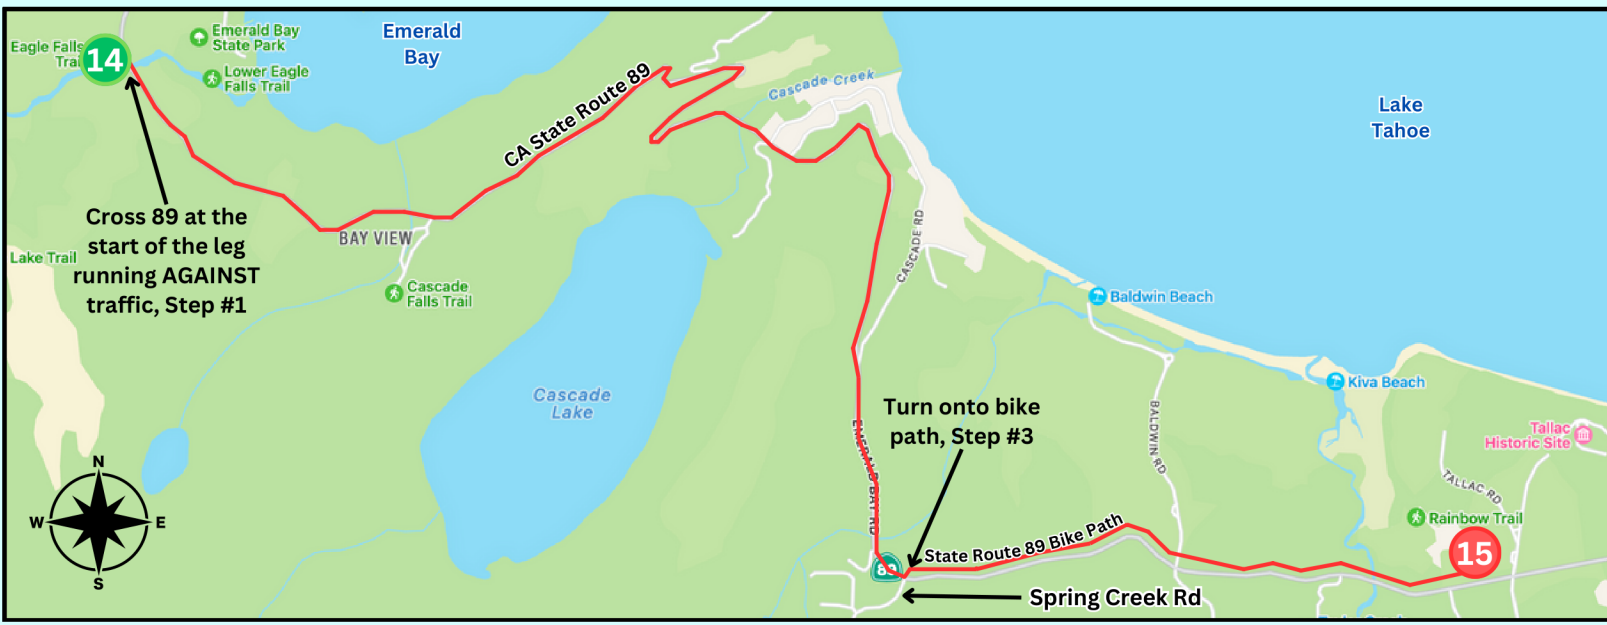 Emerald
Bay
Emerald Bay
State Park
Eagle Falls
Trail
14
Lower Eagle
Falls Trail
CA State Route 89
Cascade Creek
Lake
Tahoe
Cross 89 at the
start of the leg
running AGAINST
traffic, Step #1
BAY VIEW
Lake Trail
Cascade
Falls Trail
CASCADE RD
Baldwin Beach
Kiva Beach
Cascade
Lake
Turn onto bike
path, Step #3
BALDWIN RD
Tallac
Historic Site
EMERALD BAY RD
TALLAC RD
Rainbow Trail
N
W
E
S
State Route 89 Bike Path
15
89
Spring Creek Rd